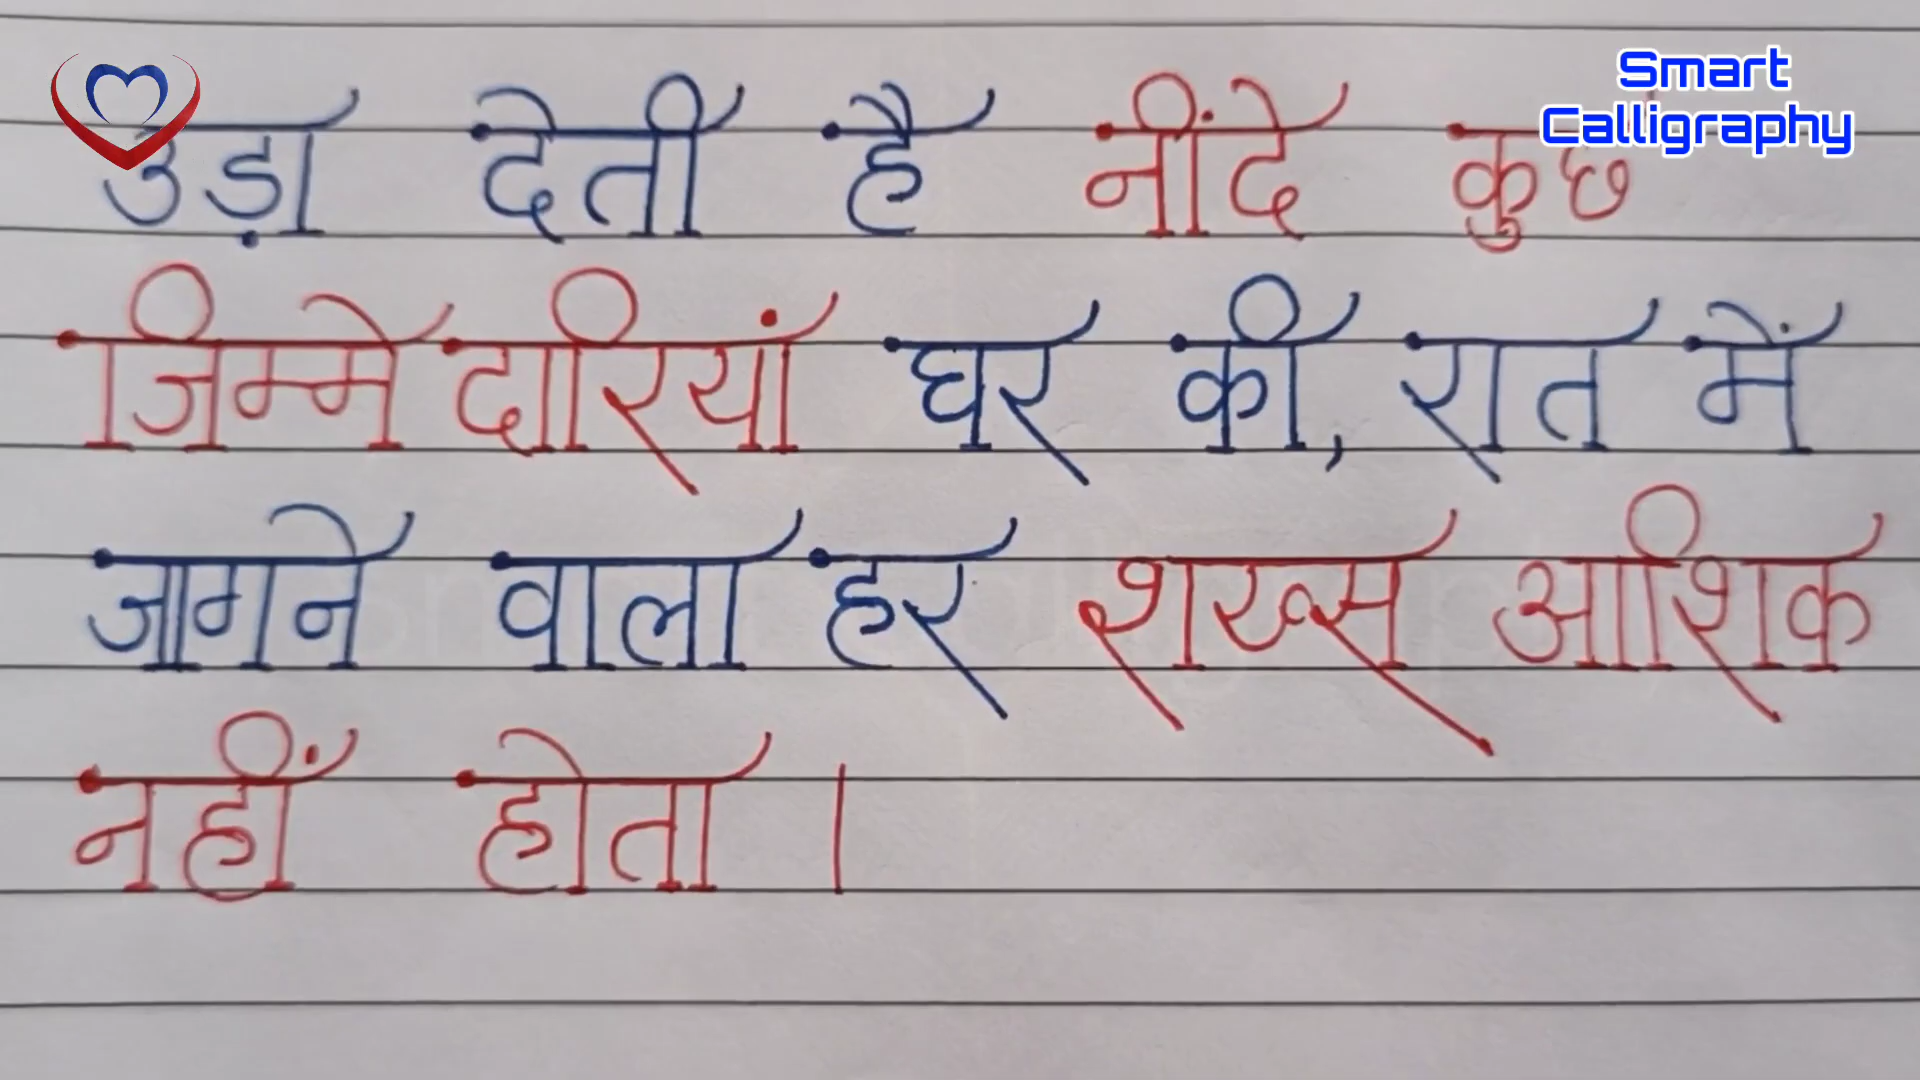 Smart
Calligraphy
उड़ा देती है नींदे कुछ
जिम्मे दारियां घर की, रात में
जागने वाला हर शख्स आशिक
नहीं होता ।